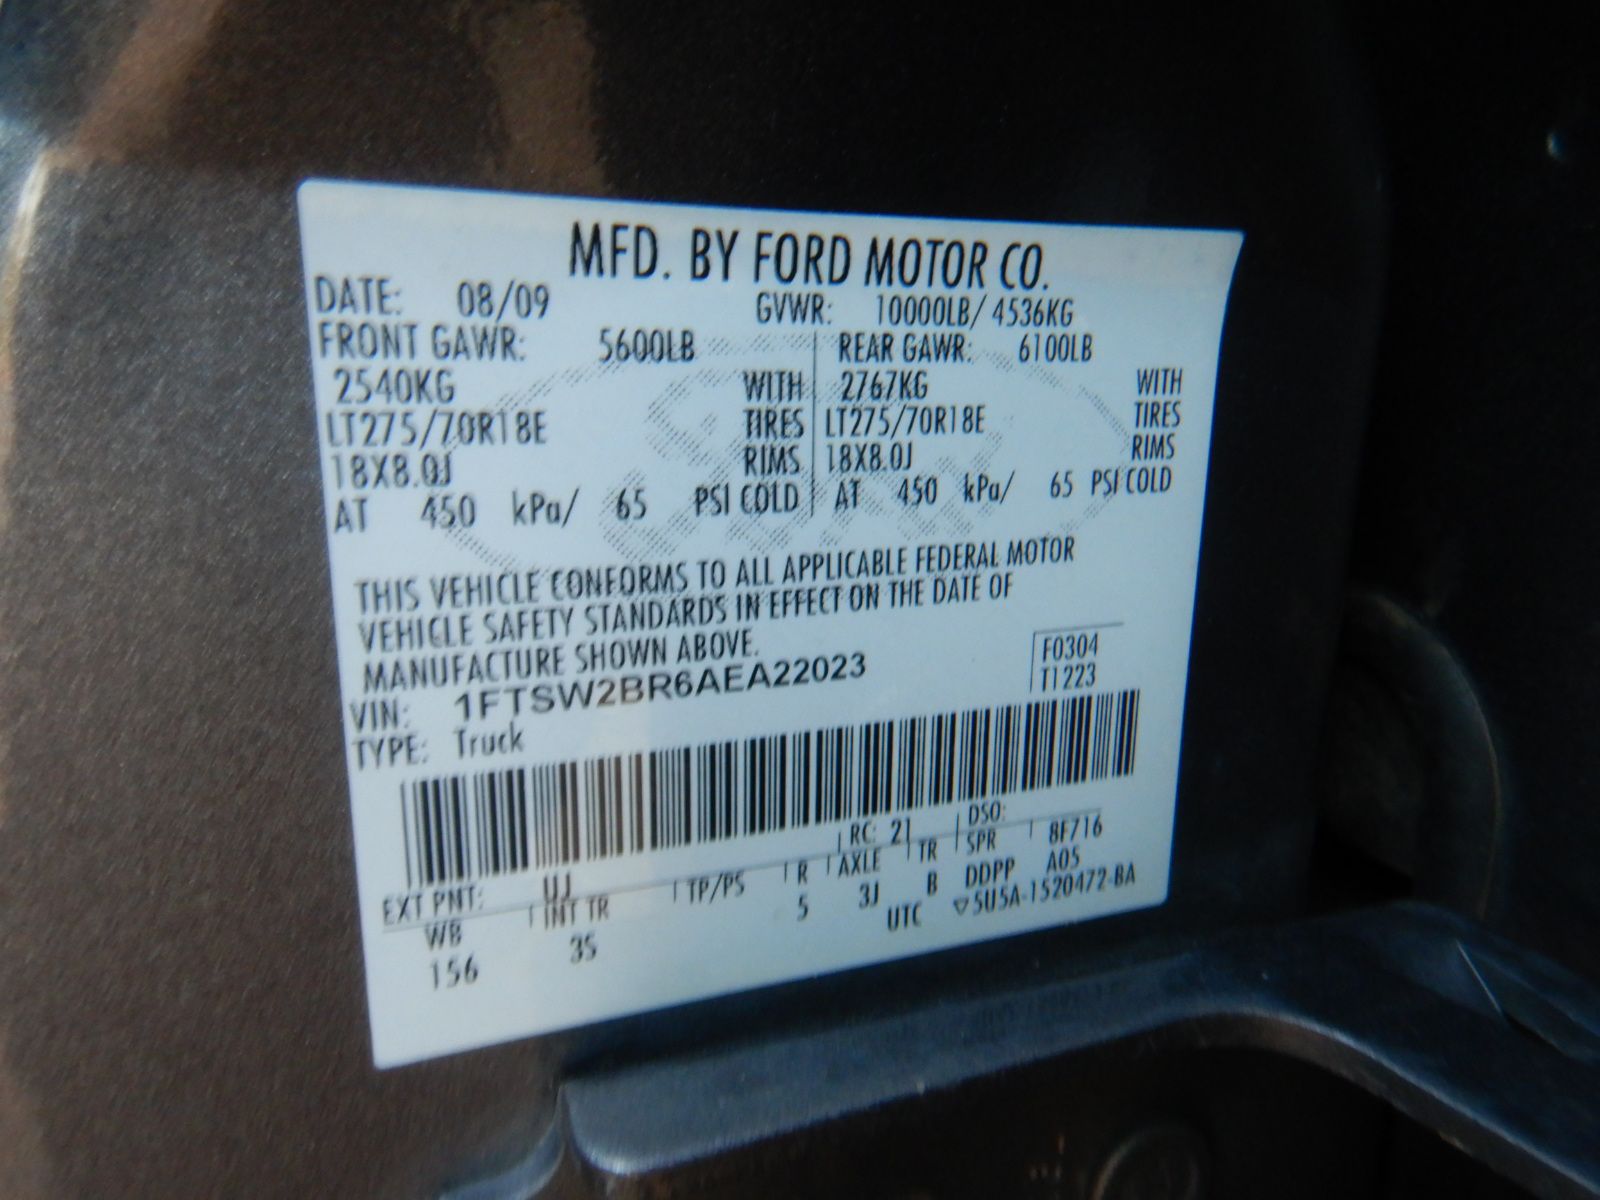 MFD. BY FORD MOTOR CO.
DATE: 08/09 GVWR: 10000LB/ 4536KG
FRONT GAWR: 5600LB REAR GAWR: 6100LB
2540KG WITH 2767KG WITH
LT275/70R18E TIRES LT275/70R18E TIRES
18X8.0J RIMS 18X8.0J RIMS
AT 450 kPa/ 65 PSI COLD AT 450 kPa/ 65 PSI COLD
THIS VEHICLE CONFORMS TO ALL APPLICABLE FEDERAL MOTOR
VEHICLE SAFETY STANDARDS IN EFFECT ON THE DATE OF
MANUFACTURE SHOWN ABOVE.
F0304
VIN: 1FTSW2BR6AEA22023 T1223
TYPE: Truck
EXT PNT: UJ RC: 21 DSO:
WB INT TR TP/PS R AXLE TR SPR 8F716
156 3S 5 3J B DDPP A05
UTC ▽5U5A-1520472-BA